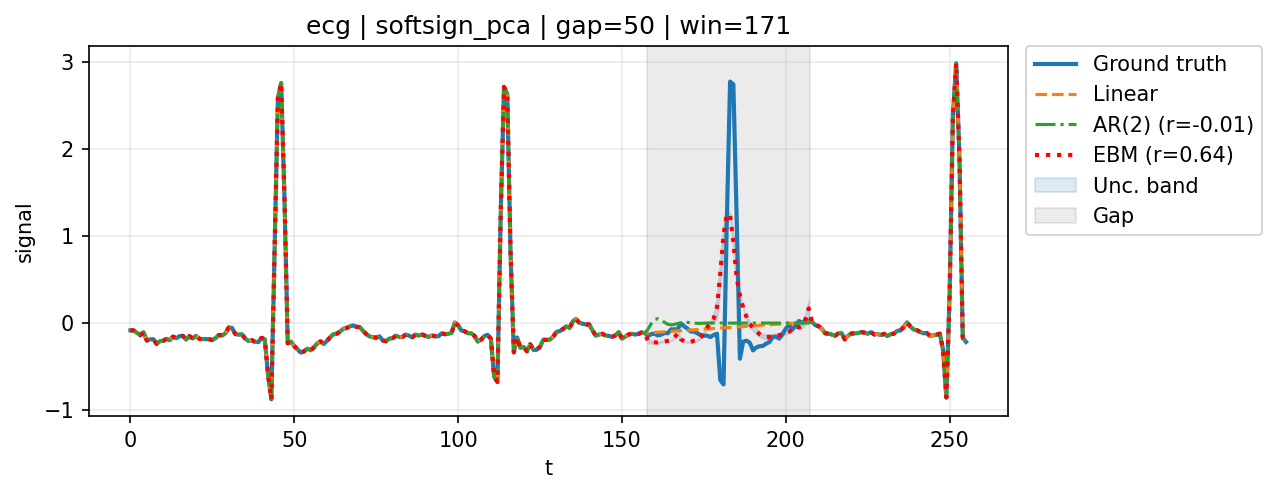 ecg | softsign_pca | gap=50 | win=171
signal
3
2
1
0
−1
0
50
100
150
200
250
t
Ground truth
Linear
AR(2) (r=-0.01)
EBM (r=0.64)
Unc. band
Gap